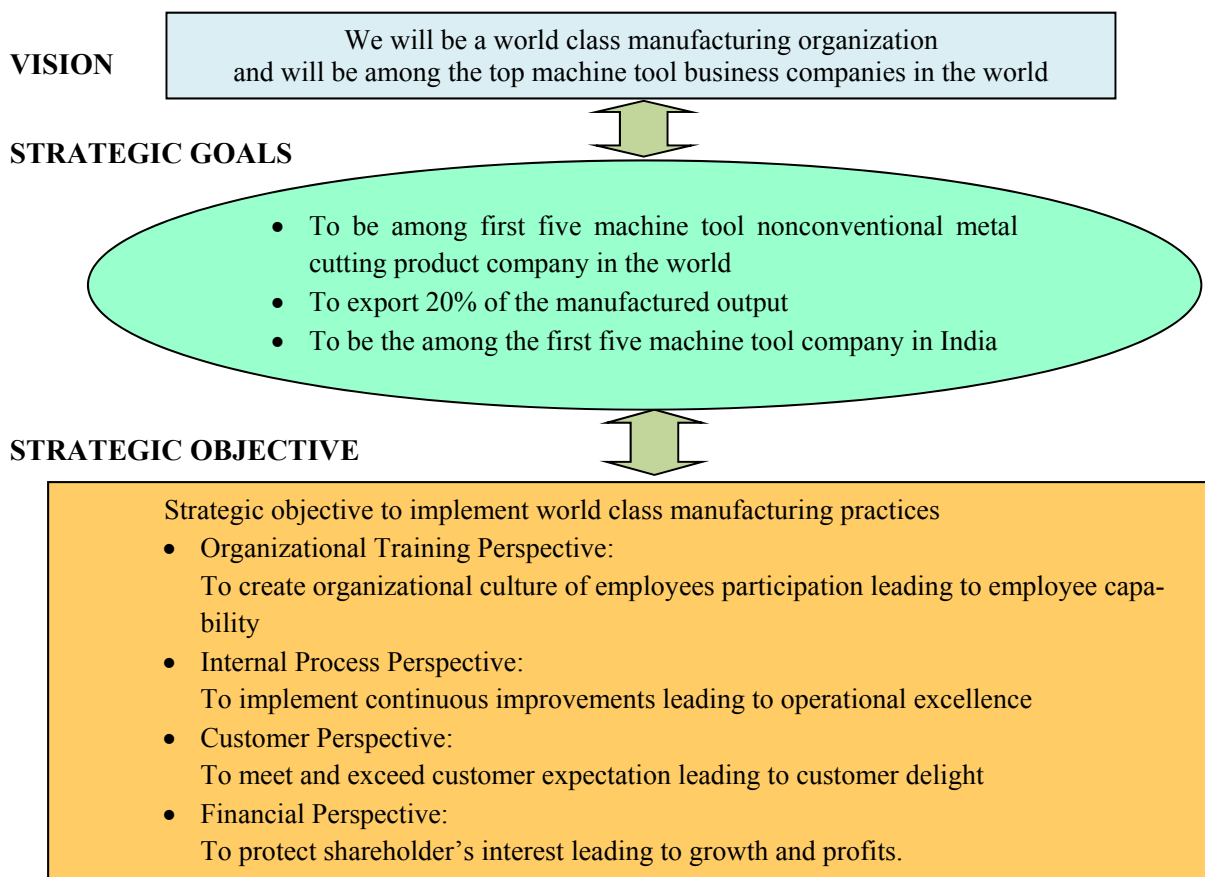 We will be a world class manufacturing organization
VISION
and will be among the top machine tool business companies in the world
STRATEGIC GOALS
• To be among first five machine tool nonconventional metal
cutting product company in the world
• To export 20% of the manufactured output
• To be the among the first five machine tool company in India
STRATEGIC OBJECTIVE
Strategic objective to implement world class manufacturing practices
• Organizational Training Perspective:
To create organizational culture of employees participation leading to employee capa-
bility
• Internal Process Perspective:
To implement continuous improvements leading to operational excellence
• Customer Perspective:
To meet and exceed customer expectation leading to customer delight
• Financial Perspective:
To protect shareholder’s interest leading to growth and profits.